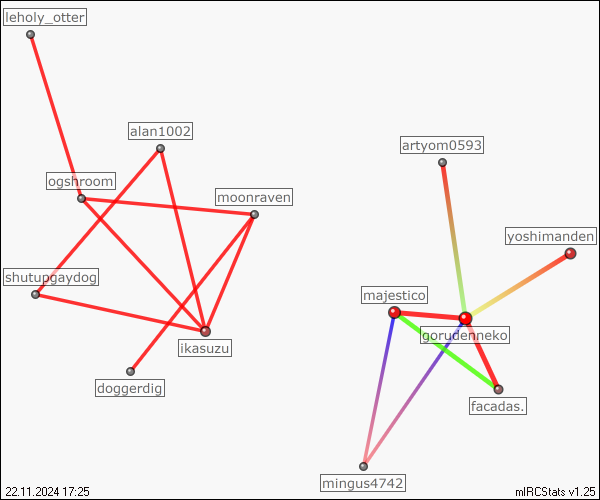 leholy_otter
alan1002
artyom0593
ogshroom
moonraven
yoshimanden
shutupgaydog
majestico
gorudenneko
ikasuzu
doggerdig
facadas.
mingus4742
22.11.2024 17:25
mIRCStats v1.25